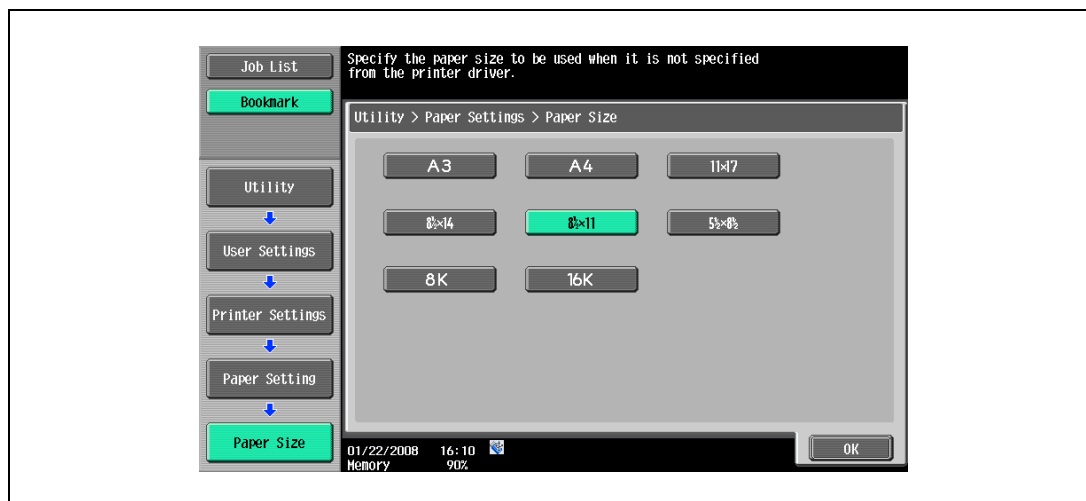 Job List
Bookmark
Specify the paper size to be used when it is not specified
from the printer driver.
Utility > Paper Settings > Paper Size
A3 A4 11×17
8½×14 8½×11 5½×8½
8K 16K
Utility
User Settings
Printer Settings
Paper Setting
Paper Size
01/22/2008 16:10
Memory 90%
OK